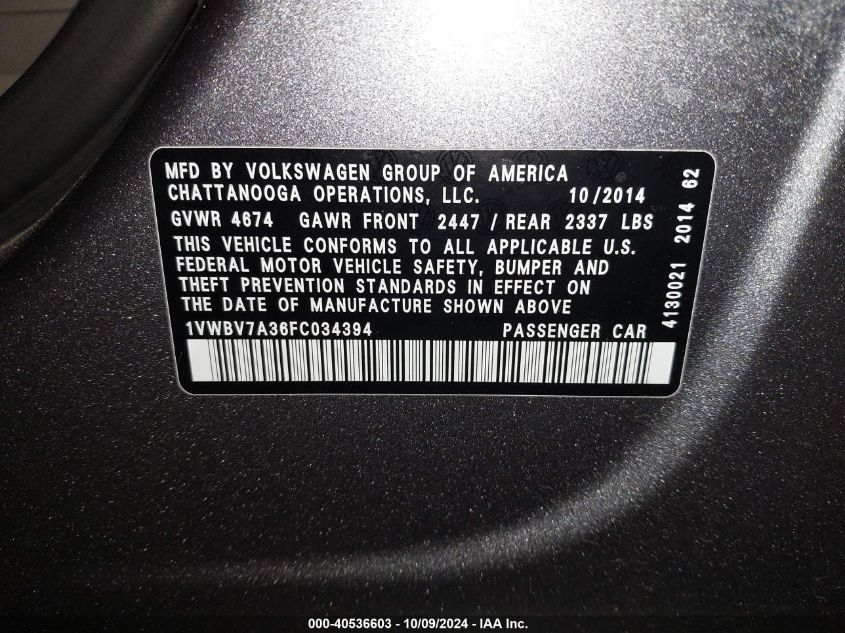 MFD BY VOLKSWAGEN GROUP OF AMERICA
CHATTANOOGA OPERATIONS, LLC. 10/2014
GVWR 4674 GAWR FRONT 2447 / REAR 2337 LBS
THIS VEHICLE CONFORMS TO ALL APPLICABLE U.S.
FEDERAL MOTOR VEHICLE SAFETY, BUMPER AND
THEFT PREVENTION STANDARDS IN EFFECT ON
THE DATE OF MANUFACTURE SHOWN ABOVE
1VWBV7A36FC034394 PASSENGER CAR
4130021 2014 62
000-40536603 - 10/09/2024 - IAA Inc.